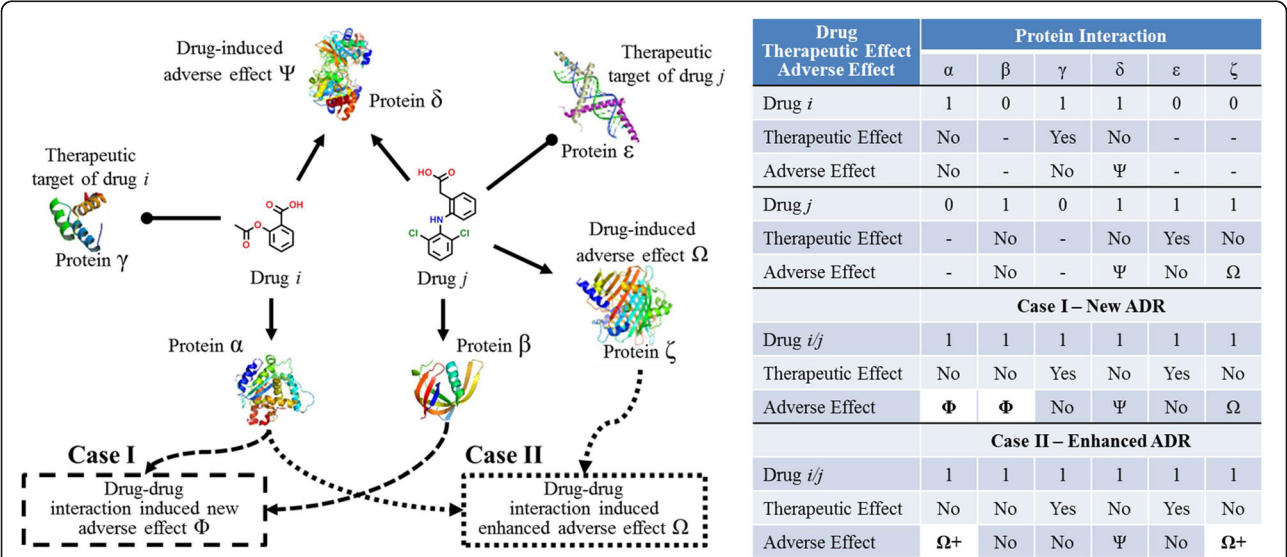 Drug-induced
adverse effect Ψ
Protein δ
Therapeutic
target of drug j
Protein ε
Therapeutic
target of drug i
Protein γ
O
OH
O
O
Drug i
HO
O
HN
Cl
Cl
Drug j
Drug-induced
adverse effect Ω
Protein ζ
Protein α
Protein β
Case I
Drug-drug
interaction induced new
adverse effect Φ
Case II
Drug-drug
interaction induced
enhanced adverse effect Ω
Drug
Therapeutic Effect
Adverse Effect
Protein Interaction
α β γ δ ε ζ
Drug i 1 0 1 1 0 0
Therapeutic Effect No - Yes No - -
Adverse Effect No - No Ψ - -
Drug j 0 1 0 1 1 1
Therapeutic Effect - No - No Yes No
Adverse Effect - No - Ψ No Ω
Case I – New ADR
Drug i/j 1 1 1 1 1 1
Therapeutic Effect No No Yes No Yes No
Adverse Effect Φ Φ No Ψ No Ω
Case II – Enhanced ADR
Drug i/j 1 1 1 1 1 1
Therapeutic Effect No No Yes No Yes No
Adverse Effect Ω+ No No Ψ No Ω+